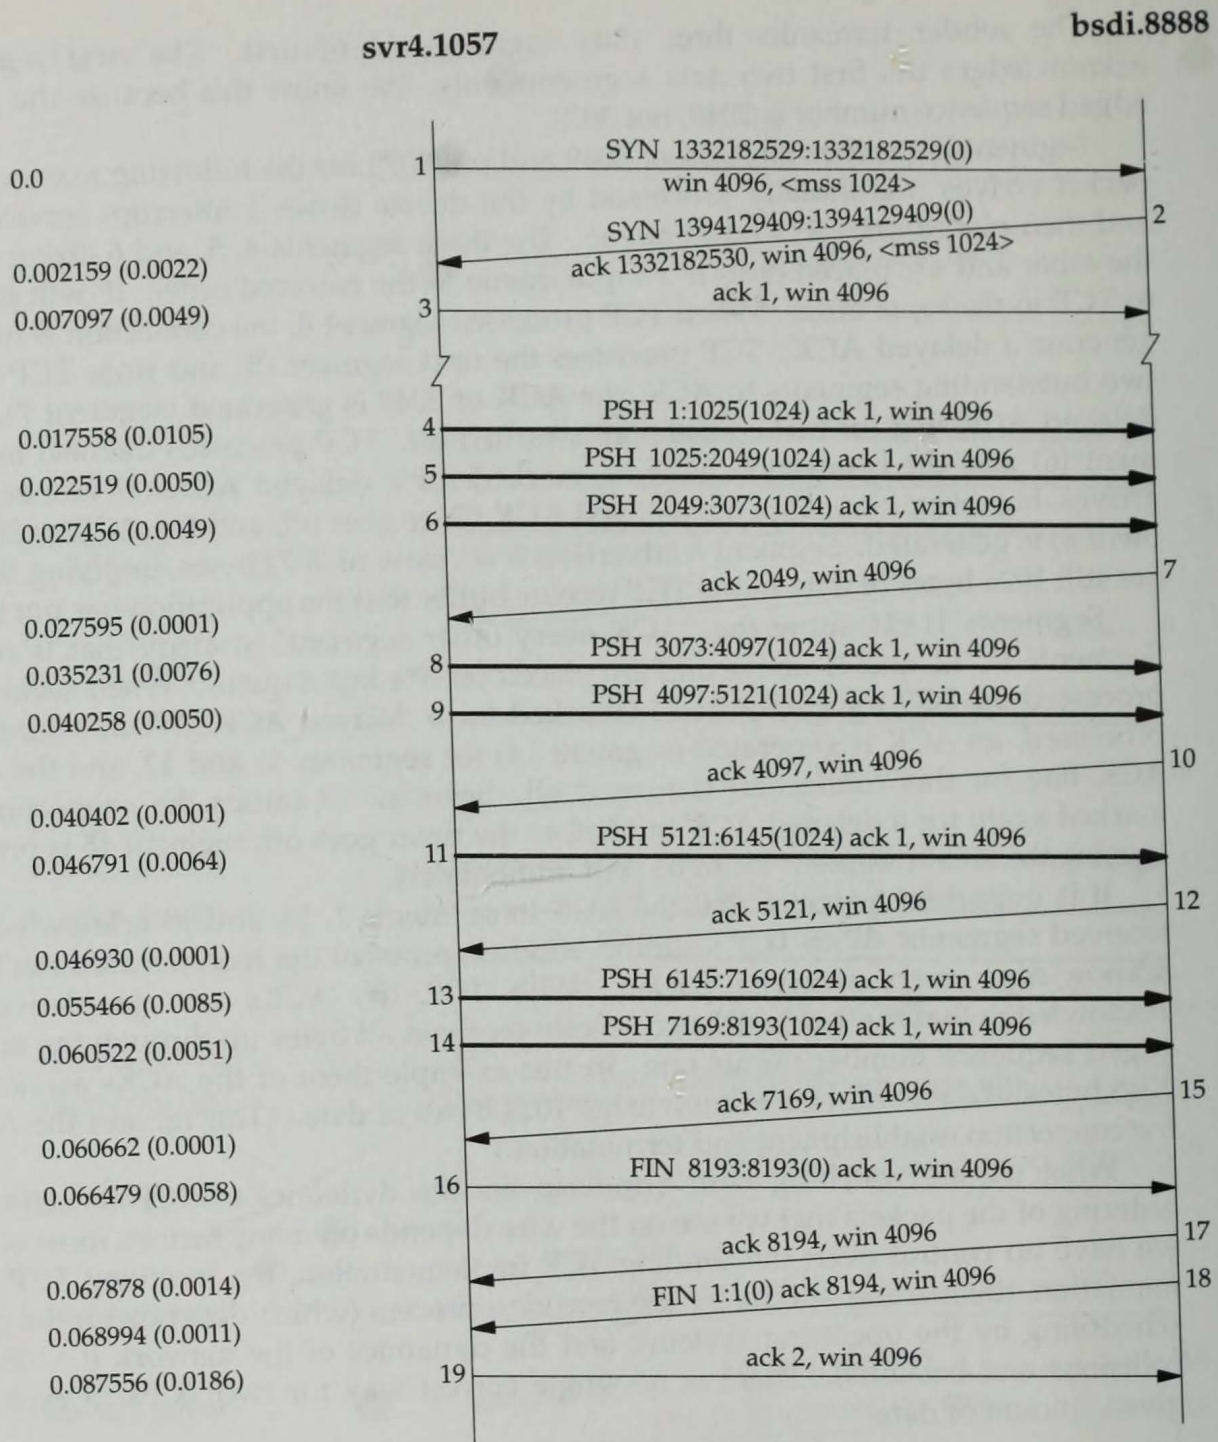 svr4.1057
bsdi.8888
0.0
1
SYN 1332182529:1332182529(0)
win 4096, <mss 1024>
SYN 1394129409:1394129409(0)
2
0.002159 (0.0022)
ack 1332182530, win 4096, <mss 1024>
0.007097 (0.0049)
3
ack 1, win 4096
0.017558 (0.0105)
4
PSH 1:1025(1024) ack 1, win 4096
0.022519 (0.0050)
5
PSH 1025:2049(1024) ack 1, win 4096
0.027456 (0.0049)
6
PSH 2049:3073(1024) ack 1, win 4096
ack 2049, win 4096
7
0.027595 (0.0001)
0.035231 (0.0076)
8
PSH 3073:4097(1024) ack 1, win 4096
0.040258 (0.0050)
9
PSH 4097:5121(1024) ack 1, win 4096
ack 4097, win 4096
10
0.040402 (0.0001)
0.046791 (0.0064)
11
PSH 5121:6145(1024) ack 1, win 4096
ack 5121, win 4096
12
0.046930 (0.0001)
0.055466 (0.0085)
13
PSH 6145:7169(1024) ack 1, win 4096
0.060522 (0.0051)
14
PSH 7169:8193(1024) ack 1, win 4096
ack 7169, win 4096
15
0.060662 (0.0001)
0.066479 (0.0058)
16
FIN 8193:8193(0) ack 1, win 4096
ack 8194, win 4096
17
0.067878 (0.0014)
FIN 1:1(0) ack 8194, win 4096
18
0.068994 (0.0011)
0.087556 (0.0186)
19
ack 2, win 4096